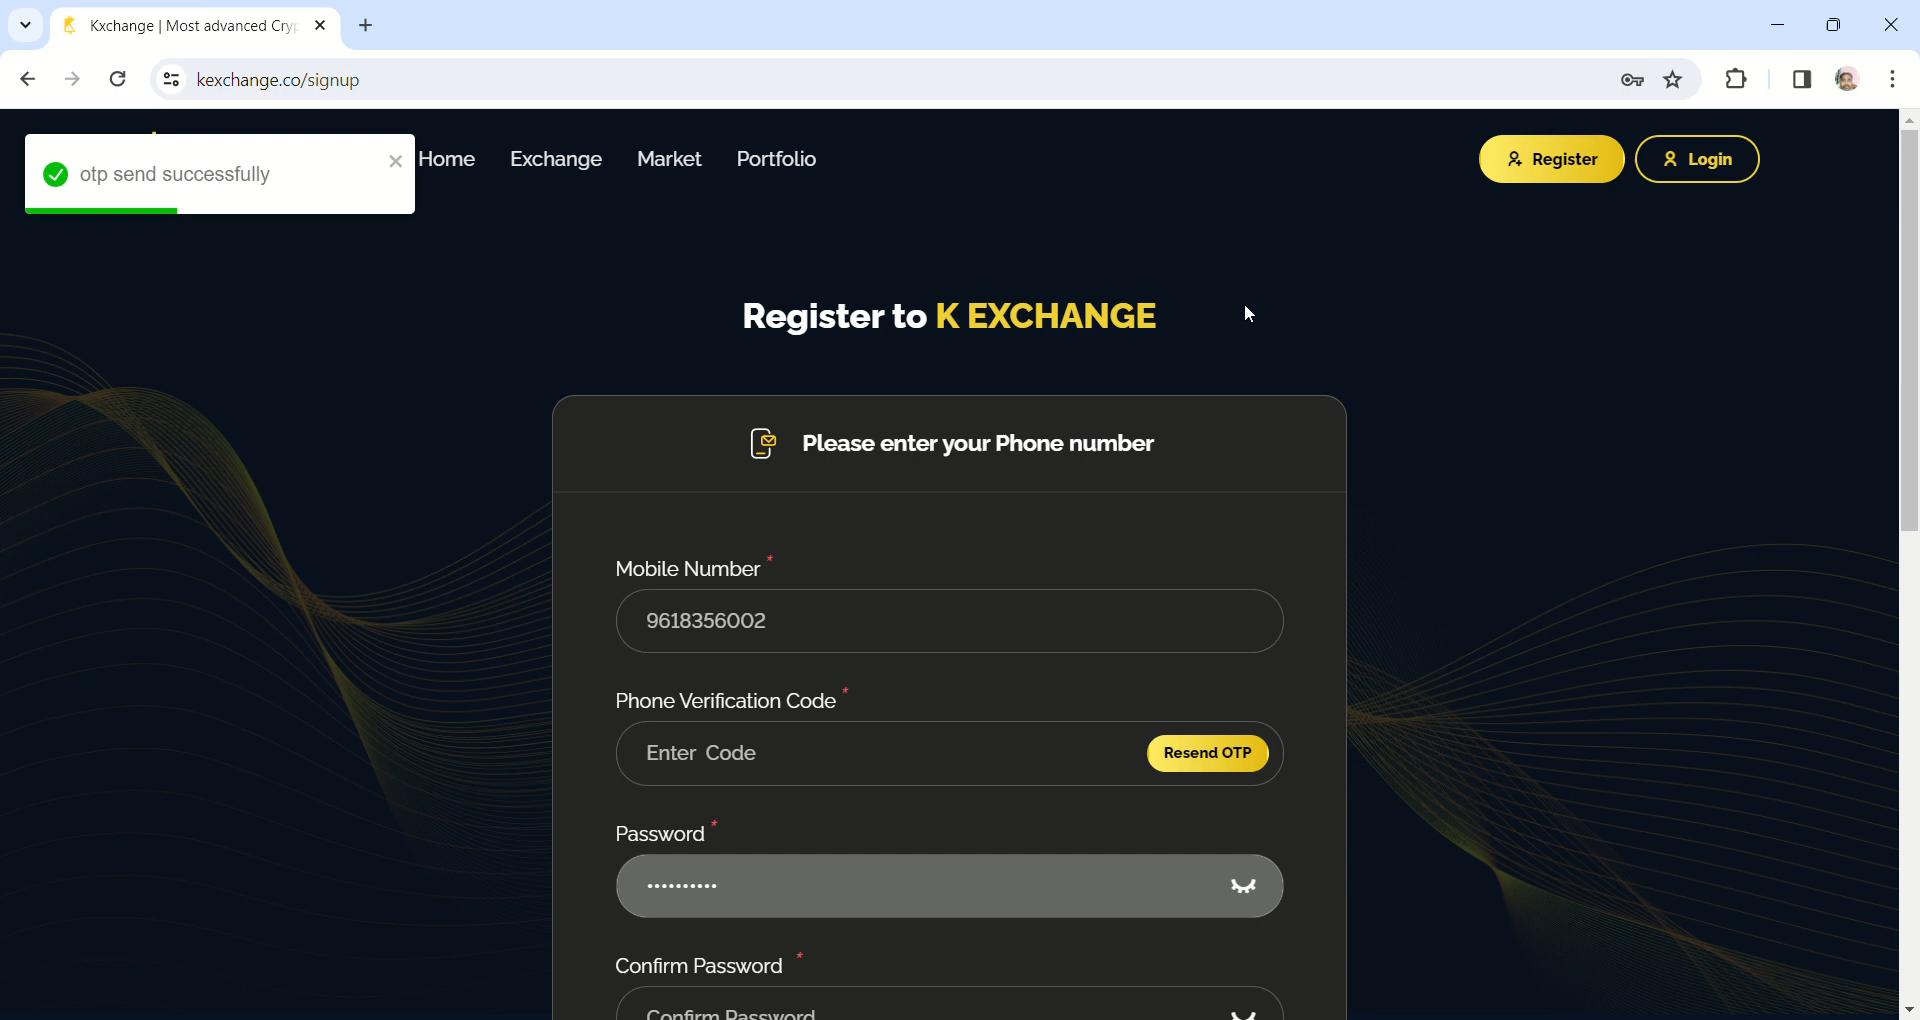 Kxchange | Most advanced Cryp
kexchange.co/signup
otp send successfully
Home Exchange Market Portfolio
Register Login
Register to K EXCHANGE
Please enter your Phone number
Mobile Number *
9618356002
Phone Verification Code *
Enter Code Resend OTP
Password *
••••••••••
Confirm Password *
Confirm Password